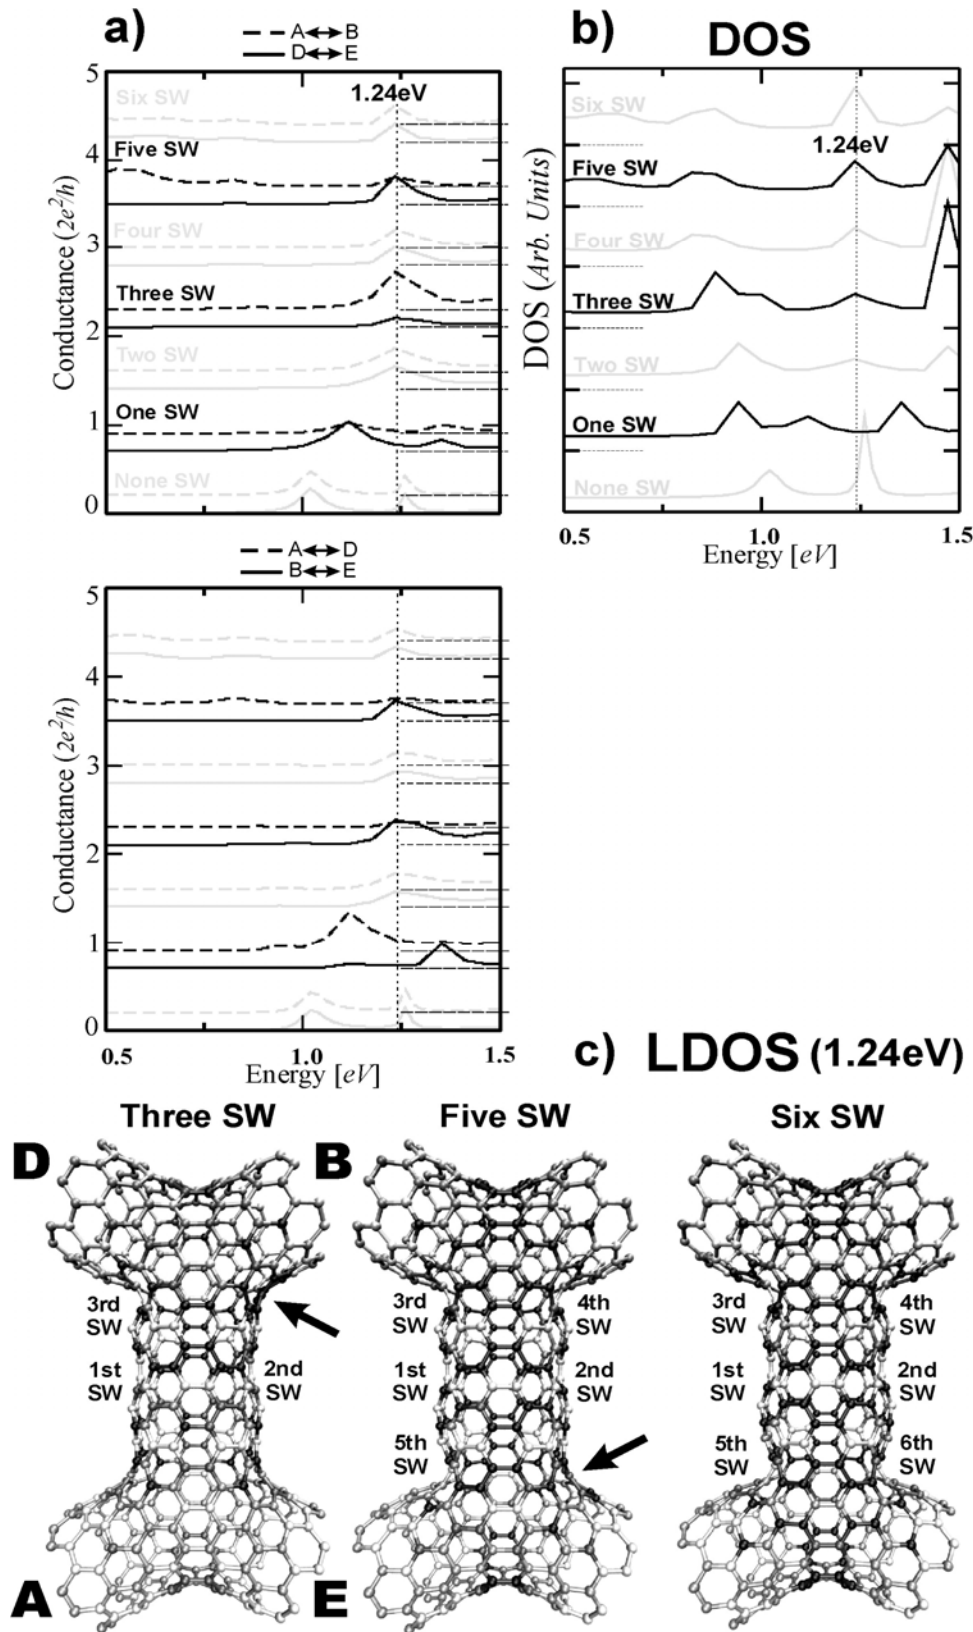 a)
A↔B
D↔E
5
4
3
2
1
0
Conductance (2e²/h)
1.24eV
Six SW
Five SW
Four SW
Three SW
Two SW
One SW
None SW
b) DOS
DOS (Arb. Units)
Six SW
1.24eV
Five SW
Four SW
Three SW
Two SW
One SW
None SW
0.5 1.0 1.5
Energy [eV]
A↔D
B↔E
5
4
3
2
1
0
Conductance (2e²/h)
0.5 1.0 1.5
Energy [eV]
c) LDOS (1.24eV)
Three SW Five SW Six SW
D
3rd
SW
1st
SW
2nd
SW
A
B
3rd
SW
4th
SW
1st
SW
2nd
SW
5th
SW
E
3rd
SW
4th
SW
1st
SW
2nd
SW
5th
SW
6th
SW